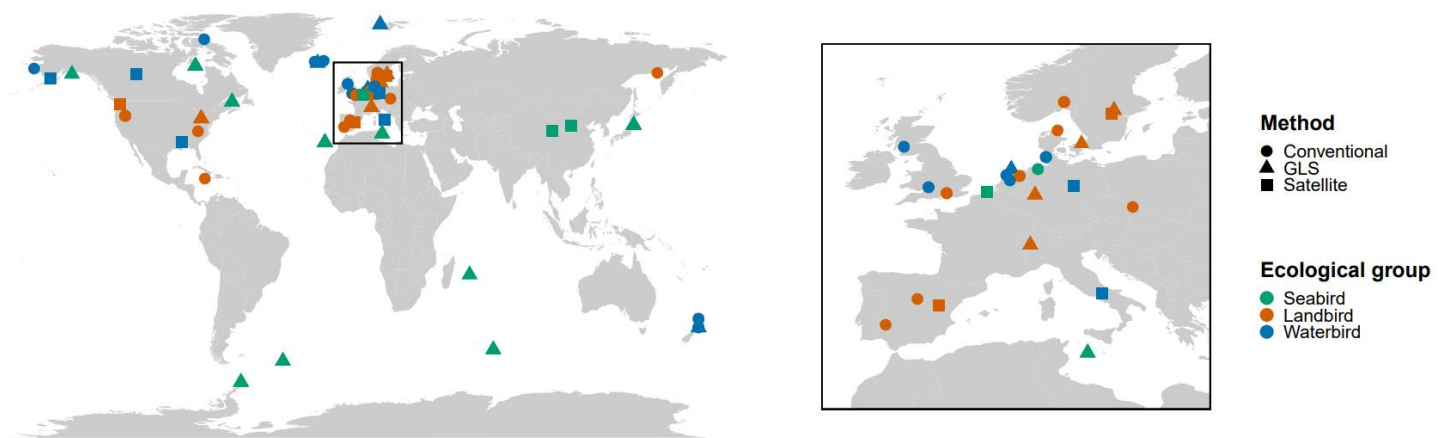 Method
Conventional
GLS
Satellite
Ecological group
Seabird
Landbird
Waterbird